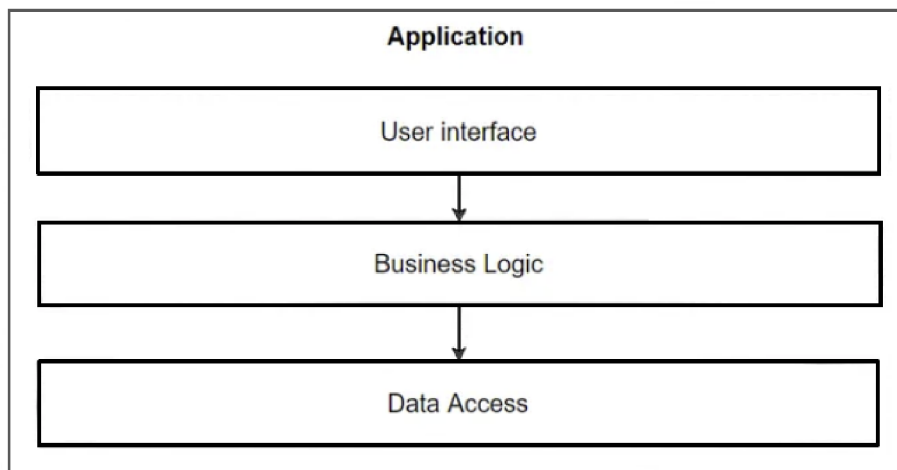 Application
User interface
Business Logic
Data Access